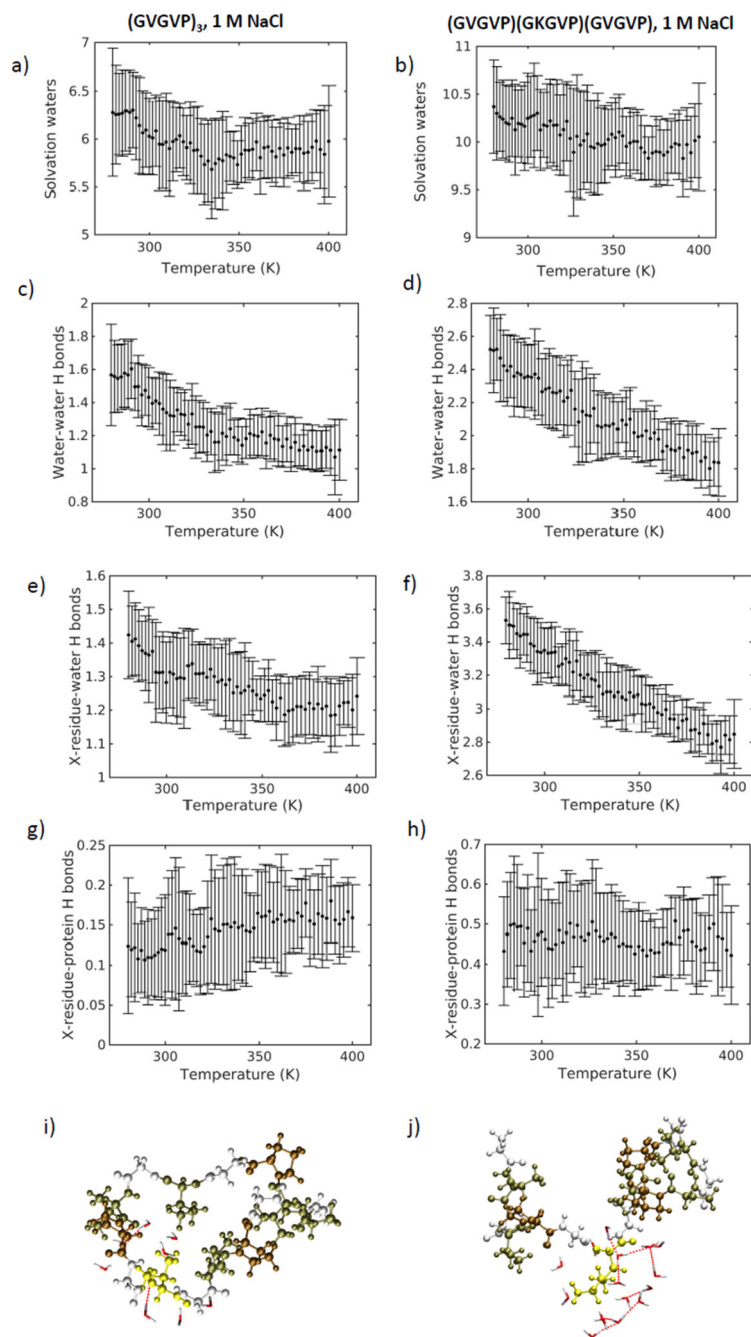 (GVGVP)₃, 1 M NaCl
(GVGVP)(GKGVP)(GVGVP), 1 M NaCl
a)
Solvation waters
7
6.5
6
5.5
5
300
350
400
Temperature (K)
b)
Solvation waters
11
10.5
10
9.5
9
300
350
400
Temperature (K)
c)
Water-water H bonds
2
1.8
1.6
1.4
1.2
1
0.8
300
350
400
Temperature (K)
d)
Water-water H bonds
2.8
2.6
2.4
2.2
2
1.8
1.6
300
350
400
Temperature (K)
e)
X-residue-water H bonds
1.6
1.5
1.4
1.3
1.2
1.1
1
300
350
400
Temperature (K)
f)
X-residue-water H bonds
3.8
3.6
3.4
3.2
3
2.8
2.6
300
350
400
Temperature (K)
g)
X-residue-protein H bonds
0.25
0.2
0.15
0.1
0.05
0
300
350
400
Temperature (K)
h)
X-residue-protein H bonds
0.7
0.6
0.5
0.4
0.3
0.2
300
350
400
Temperature (K)
i)
j)